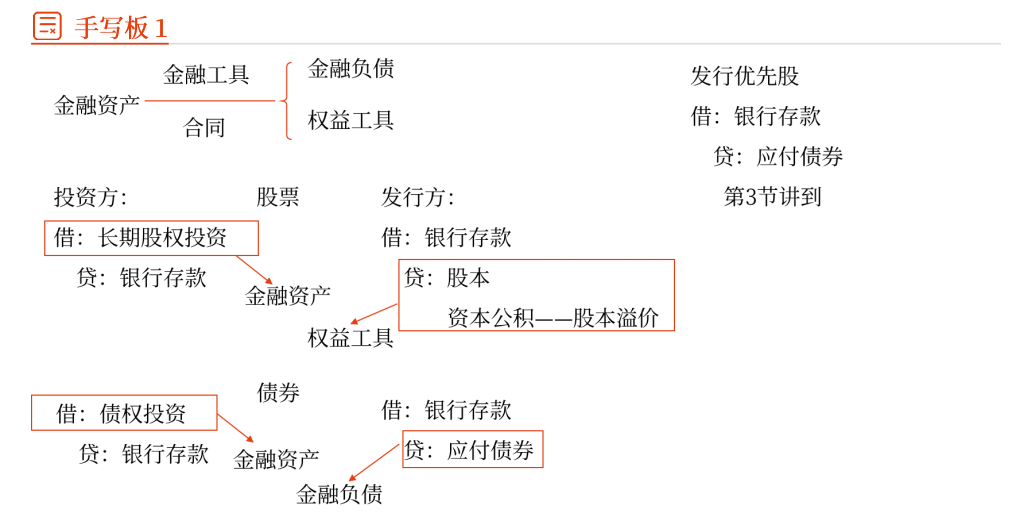 手写板 1
金融工具
金融负债
金融资产
合同
权益工具
发行优先股
借：银行存款
贷：应付债券
第3节讲到
投资方：
股票
发行方：
借：长期股权投资
借：银行存款
贷：银行存款
贷：股本
金融资产
资本公积——股本溢价
权益工具
债券
借：债权投资
借：银行存款
贷：银行存款
贷：应付债券
金融资产
金融负债